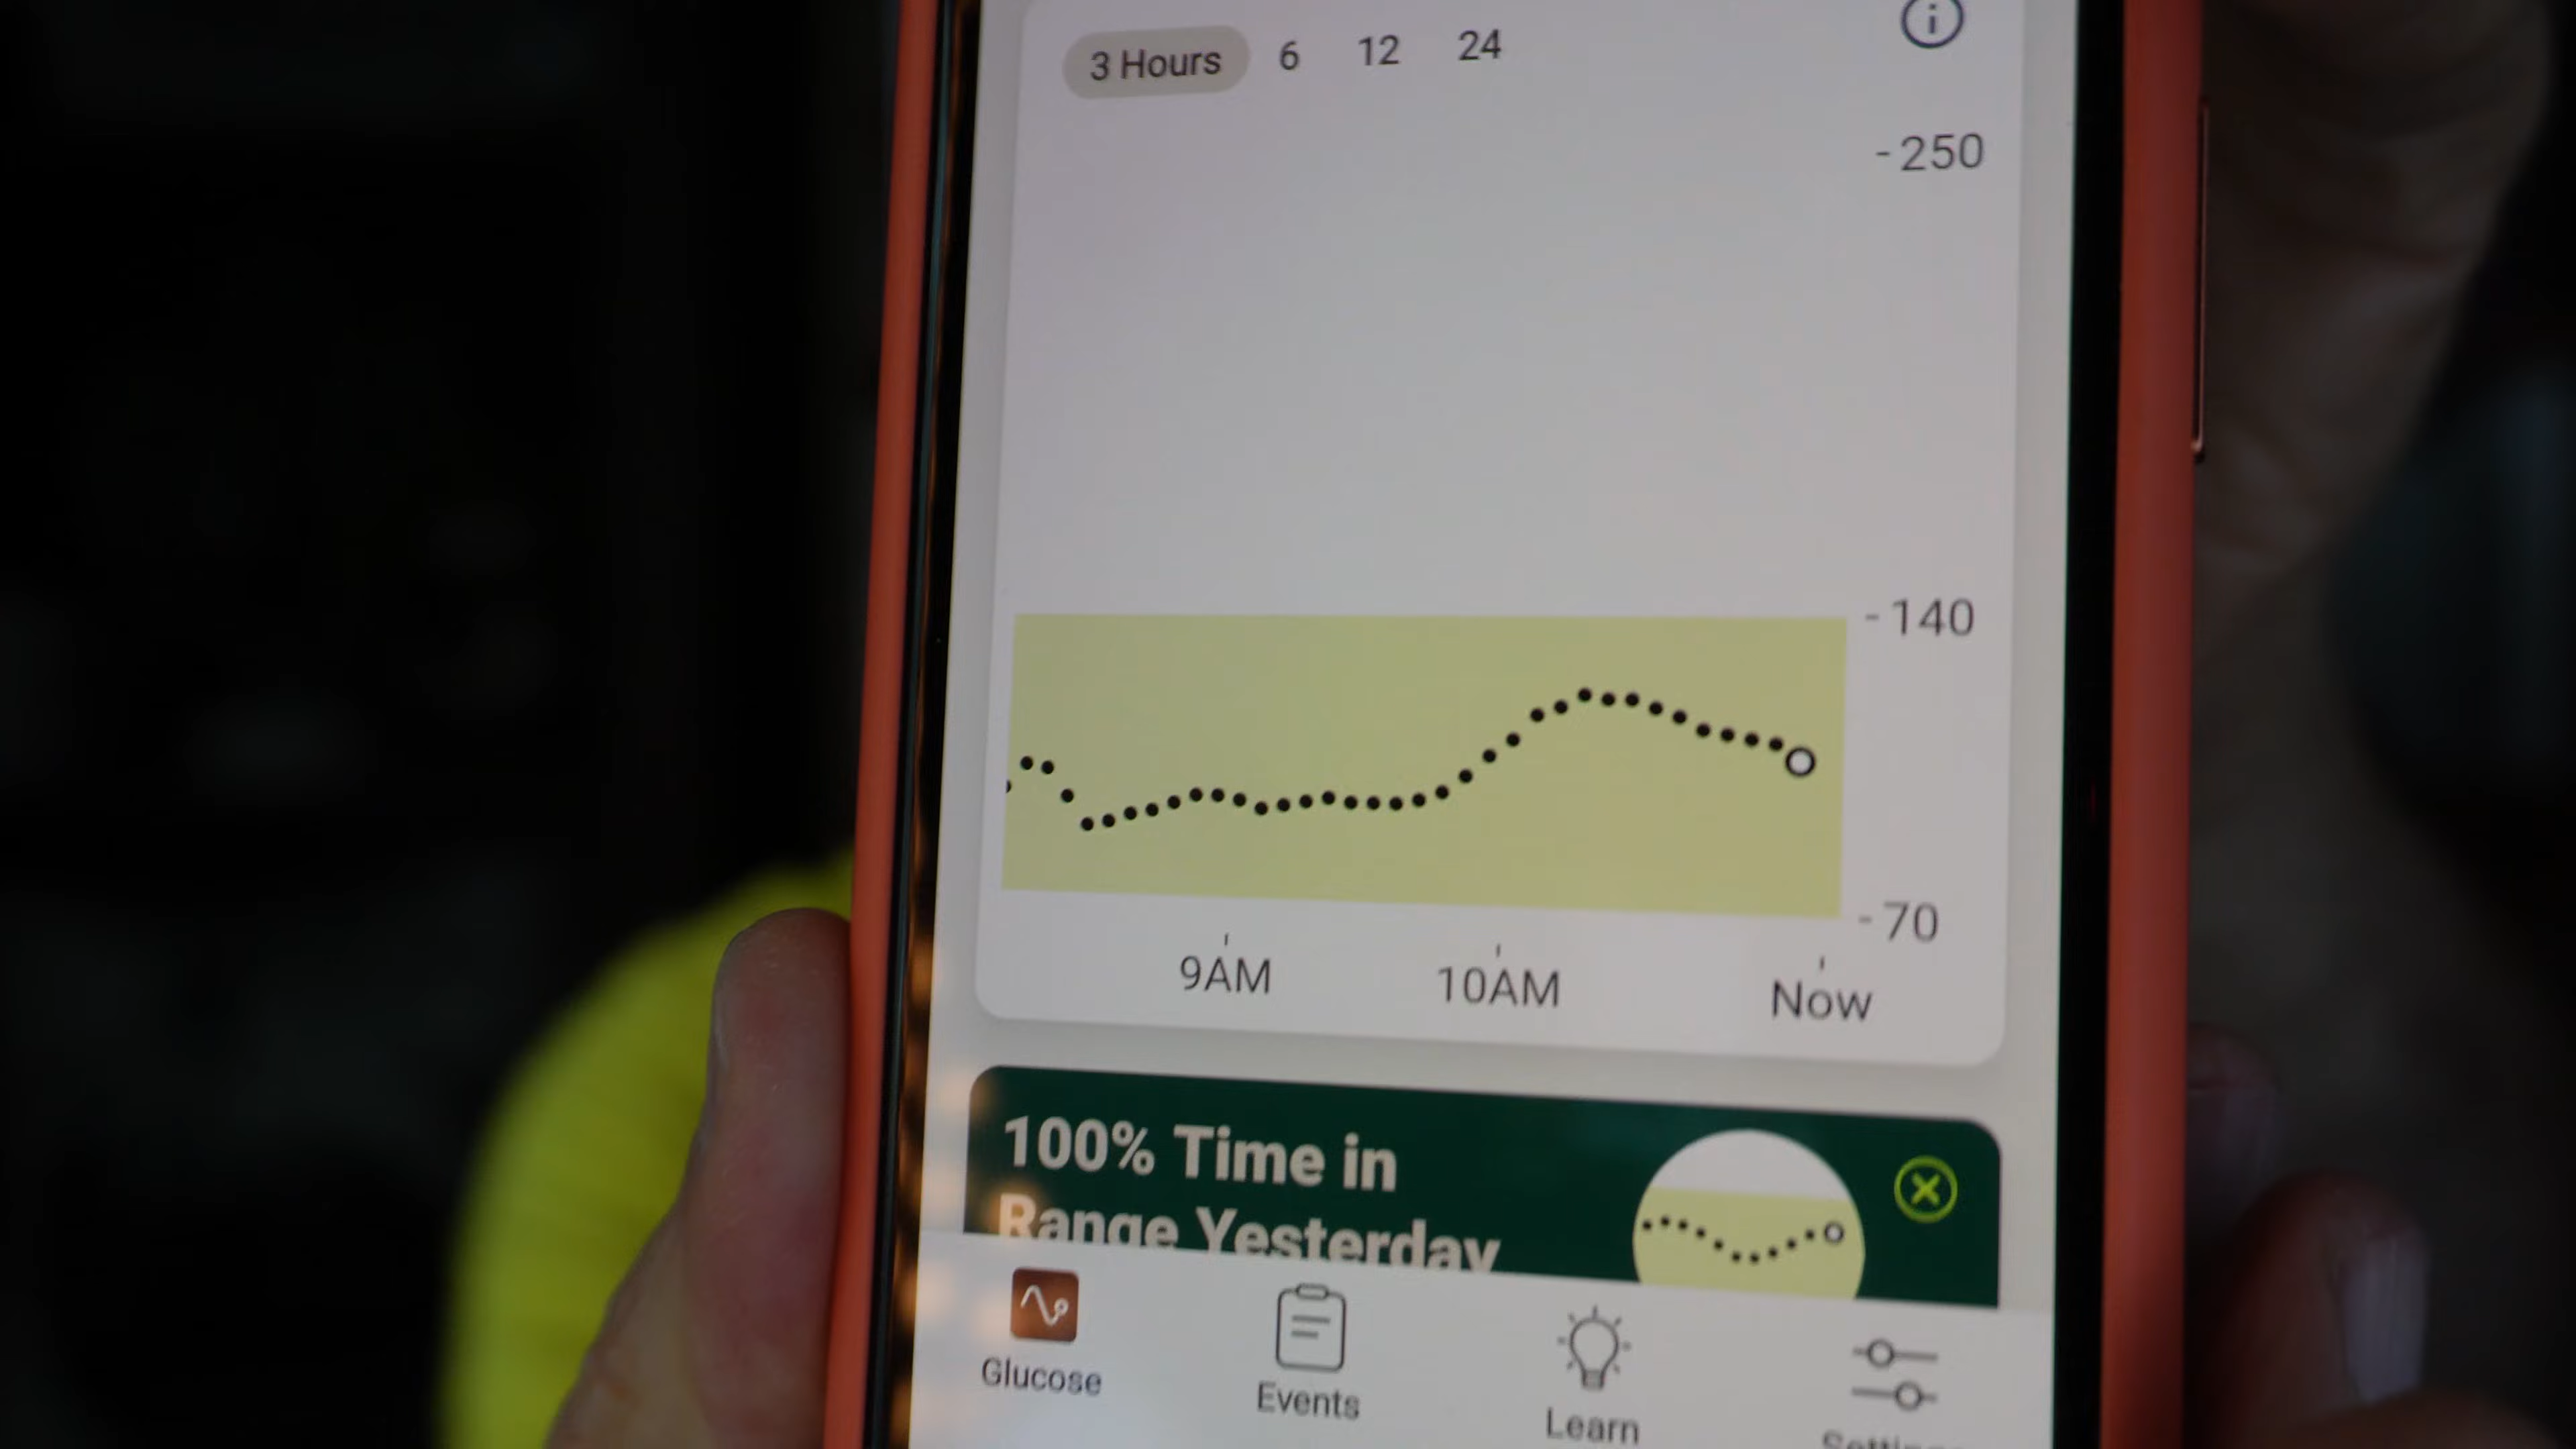 3 Hours 6 12 24
-250
-140
-70
9AM 10AM Now
100% Time in
Range Yesterday
Glucose Events Learn